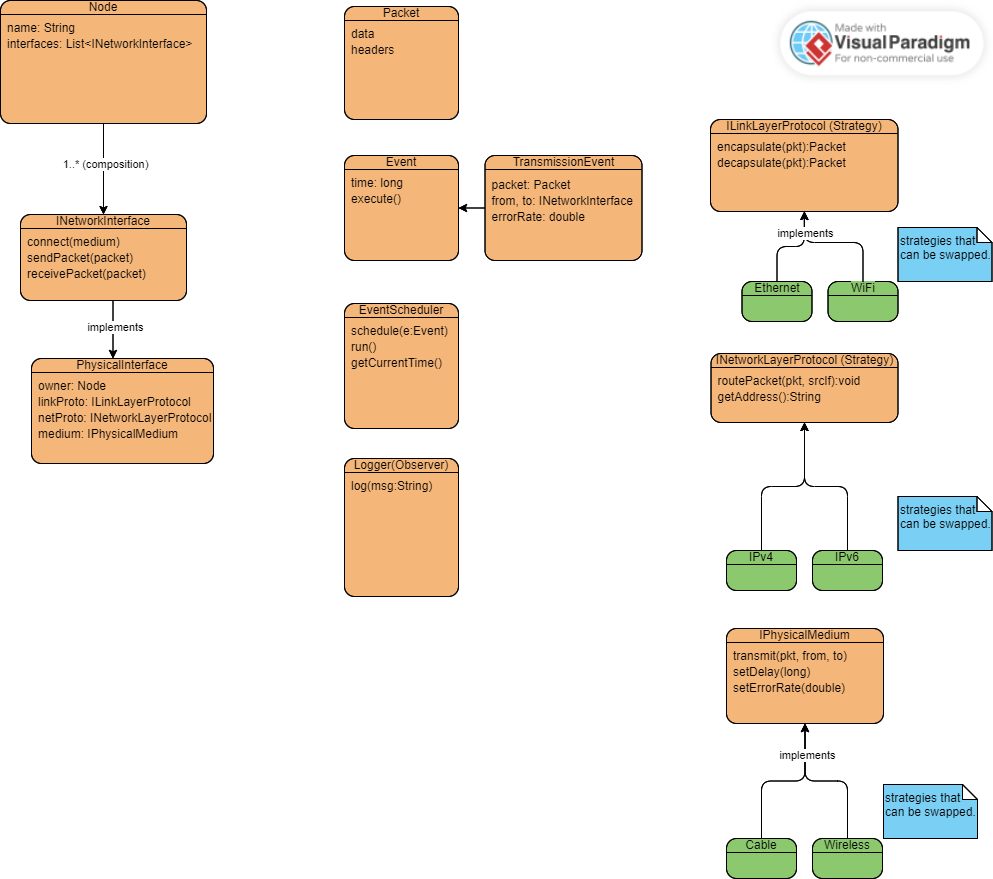 Node
name: String
interfaces: List<INetworkInterface>
1..* (composition)
INetworkInterface
connect(medium)
sendPacket(packet)
receivePacket(packet)
implements
PhysicalInterface
owner: Node
linkProto: ILinkLayerProtocol
netProto: INetworkLayerProtocol
medium: IPhysicalMedium
Packet
data
headers
Event
time: long
execute()
TransmissionEvent
packet: Packet
from, to: INetworkInterface
errorRate: double
EventScheduler
schedule(e:Event)
run()
getCurrentTime()
Logger(Observer)
log(msg:String)
Made with
Visual Paradigm
For non-commercial use
ILinkLayerProtocol (Strategy)
encapsulate(pkt):Packet
decapsulate(pkt):Packet
implements
strategies that
can be swapped.
Ethernet
WiFi
INetworkLayerProtocol (Strategy)
routePacket(pkt, srcIf):void
getAddress():String
strategies that
can be swapped.
IPv4
IPv6
IPhysicalMedium
transmit(pkt, from, to)
setDelay(long)
setErrorRate(double)
implements
strategies that
can be swapped.
Cable
Wireless